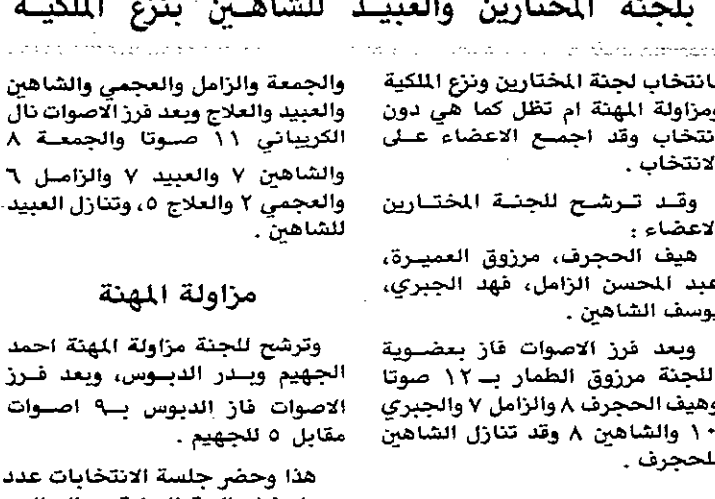 بلجنة المختارين والعبيد للشاهين بنزع الملكية
بانتخاب لجنة المختارين ونزع الملكية
ومزاولة المهنة ام تظل كما هي دون
انتخاب وقد اجمع الاعضاء على
الانتخاب .
وقد ترشح للجنة المختارين
الاعضاء :
هيف الحجرف، مرزوق العميرة،
عبد المحسن الزامل، فهد الجبري،
يوسف الشاهين .
وبعد فرز الاصوات فاز بعضوية
اللجنة مرزوق الطمار بـ ١٢ صوتا
وهيف الحجرف ٨ والزامل ٧ والجبري
١٠ والشاهين ٨ وقد تنازل الشاهين
للحجرف .
والجمعة والزامل والعجمي والشاهين
والعبيد والعلاج وبعد فرز الاصوات نال
الكريباني ١١ صوتا والجمعة ٨
والشاهين ٧ والعبيد ٧ والزامل ٦
والعجمي ٢ والعلاج ٥، وتنازل العبيد
للشاهين .
مزاولة المهنة
وترشح للجنة مزاولة المهنة احمد
الجهيم وبدر الدبوس، وبعد فرز
الاصوات فاز الدبوس بـ٩ اصوات
مقابل ٥ للجهيم .
هذا وحضر جلسة الانتخابات عدد